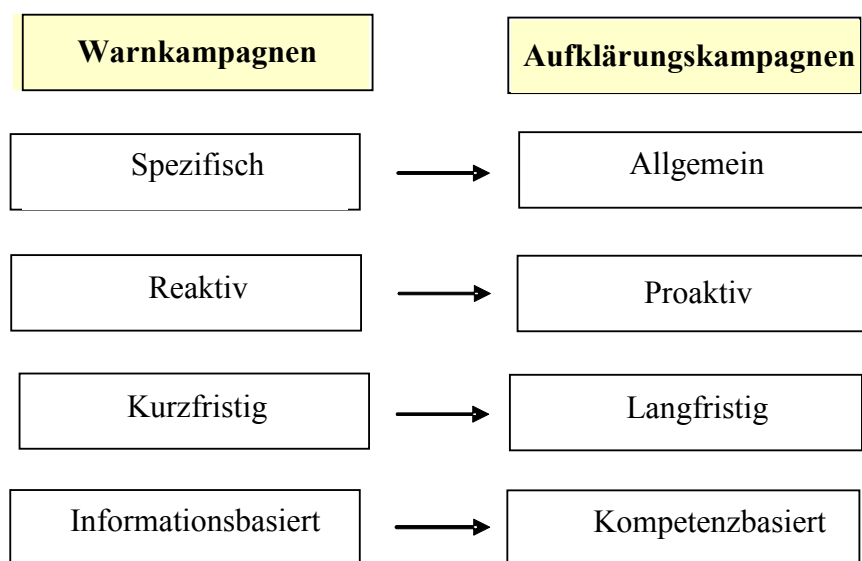 Warnkampagnen
Aufklärungskampagnen
Spezifisch
Allgemein
Reaktiv
Proaktiv
Kurzfristig
Langfristig
Informationsbasiert
Kompetenzbasiert